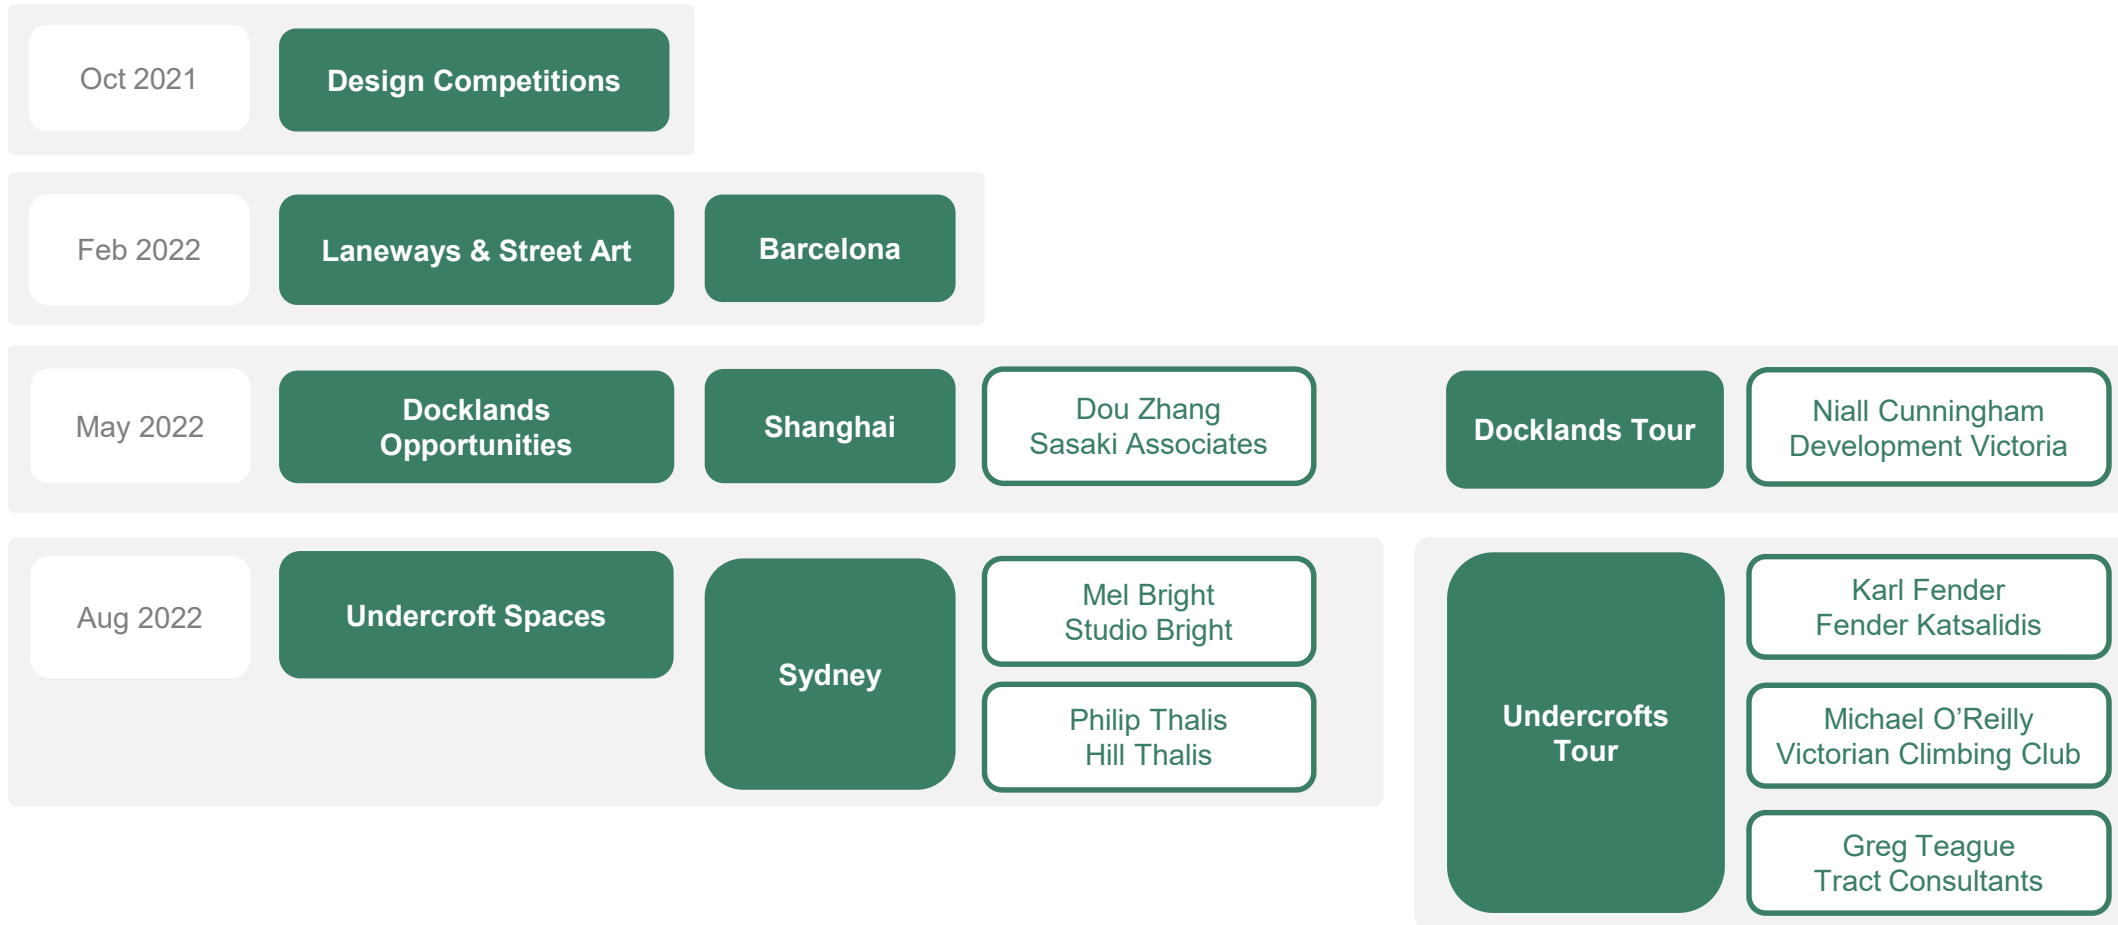 Oct 2021
Design Competitions
Feb 2022
Laneways & Street Art
Barcelona
May 2022
Docklands
Opportunities
Shanghai
Dou Zhang
Sasaki Associates
Docklands Tour
Niall Cunningham
Development Victoria
Aug 2022
Undercroft Spaces
Sydney
Mel Bright
Studio Bright
Philip Thalis
Hill Thalis
Undercrofts
Tour
Karl Fender
Fender Katsalidis
Michael O’Reilly
Victorian Climbing Club
Greg Teague
Tract Consultants